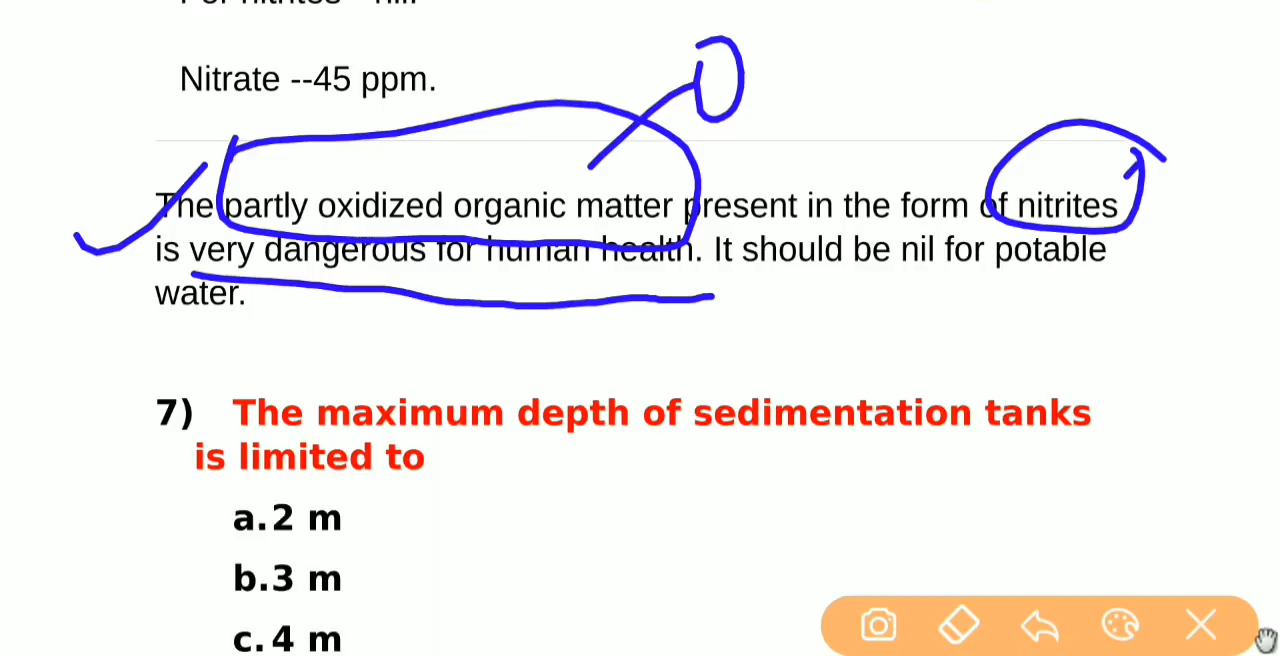 Nitrate --45 ppm.
The partly oxidized organic matter present in the form of nitrites
is very dangerous for human health. It should be nil for potable
water.
7) The maximum depth of sedimentation tanks
is limited to
a.2 m
b.3 m
c.4 m